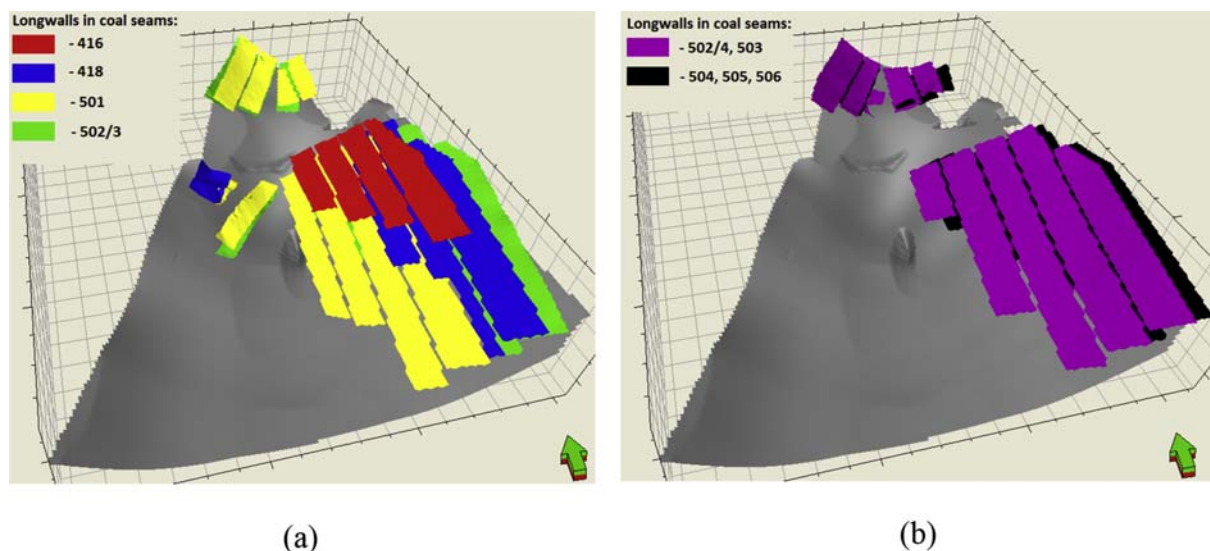 Longwalls in coal seams:
- 416
- 418
- 501
- 502/3
(a)
Longwalls in coal seams:
- 502/4, 503
- 504, 505, 506
(b)